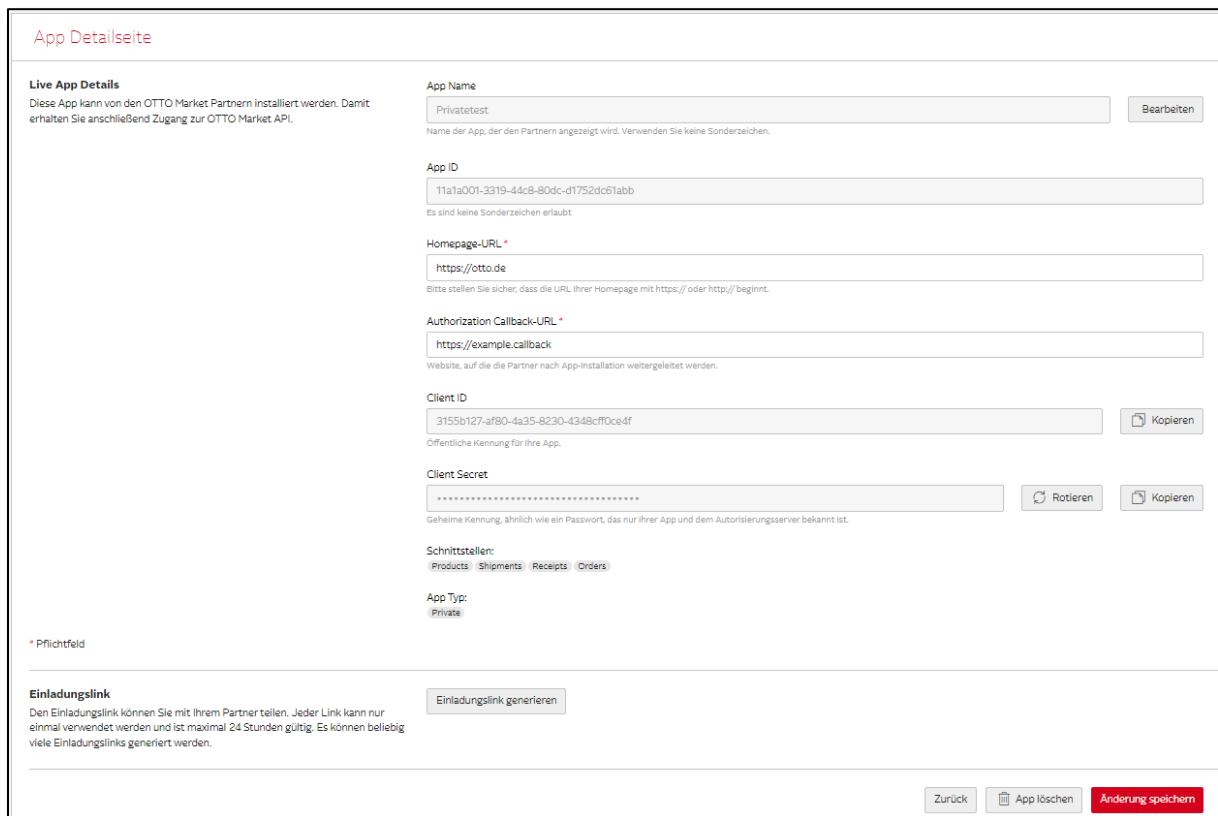 App Detailseite
Live App Details
Diese App kann von den OTTO Market Partnern installiert werden. Damit
erhalten Sie anschließend Zugang zur OTTO Market API.
App Name
Privatetest
Bearbeiten
Name der App, der den Partnern angezeigt wird. Verwenden Sie keine Sonderzeichen.
App ID
11a1a001-3319-44c8-80dc-d1752dc61abb
Es sind keine Sonderzeichen erlaubt
Homepage-URL *
https://otto.de
Bitte stellen Sie sicher, dass die URL Ihrer Homepage mit https:// oder http:// beginnt.
Authorization Callback-URL *
https://example.callback
Website, auf die die Partner nach App-Installation weitergeleitet werden.
Client ID
3155b127-af80-4a35-8230-4348cff0ce4f
Kopieren
Öffentliche Kennung für Ihre App.
Client Secret
Rotieren
Kopieren
Geheime Kennung, ähnlich wie ein Passwort, das nur Ihrer App und dem Autorisierungsserver bekannt ist.
Schnittstellen:
Products Shipments Receipts Orders
App Typ:
Private
* Pflichtfeld
Einladungslink
Den Einladungslink können Sie mit Ihrem Partner teilen. Jeder Link kann nur
einmal verwendet werden und ist maximal 24 Stunden gültig. Es können beliebig
viele Einladungslinks generiert werden.
Einladungslink generieren
Zurück
App löschen
Änderung speichern